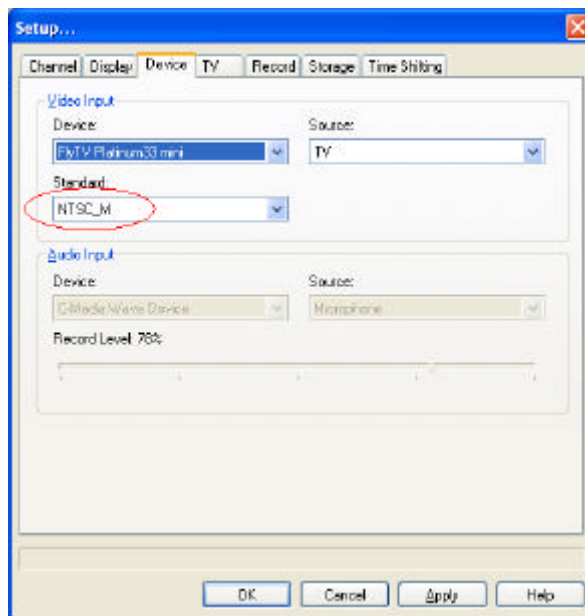 Setup...
Channel Display Device TV Record Storage Time Shifting
Video Input
Device: Source:
FlyTV Platinum33 mini TV
Standard:
NTSC_M
Audio Input
Device: Source:
C-Media Wave Device Microphone
Record Level: 78%
OK Cancel Apply Help